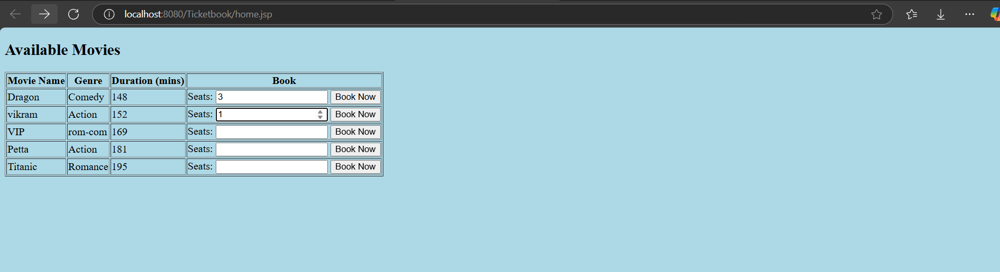 localhost:8080/Ticketbook/home.jsp
Available Movies
Movie Name Genre Duration (mins) Book
Dragon Comedy 148 Seats: 3 Book Now
vikram Action 152 Seats: 1 Book Now
VIP rom-com 169 Seats: Book Now
Petta Action 181 Seats: Book Now
Titanic Romance 195 Seats: Book Now